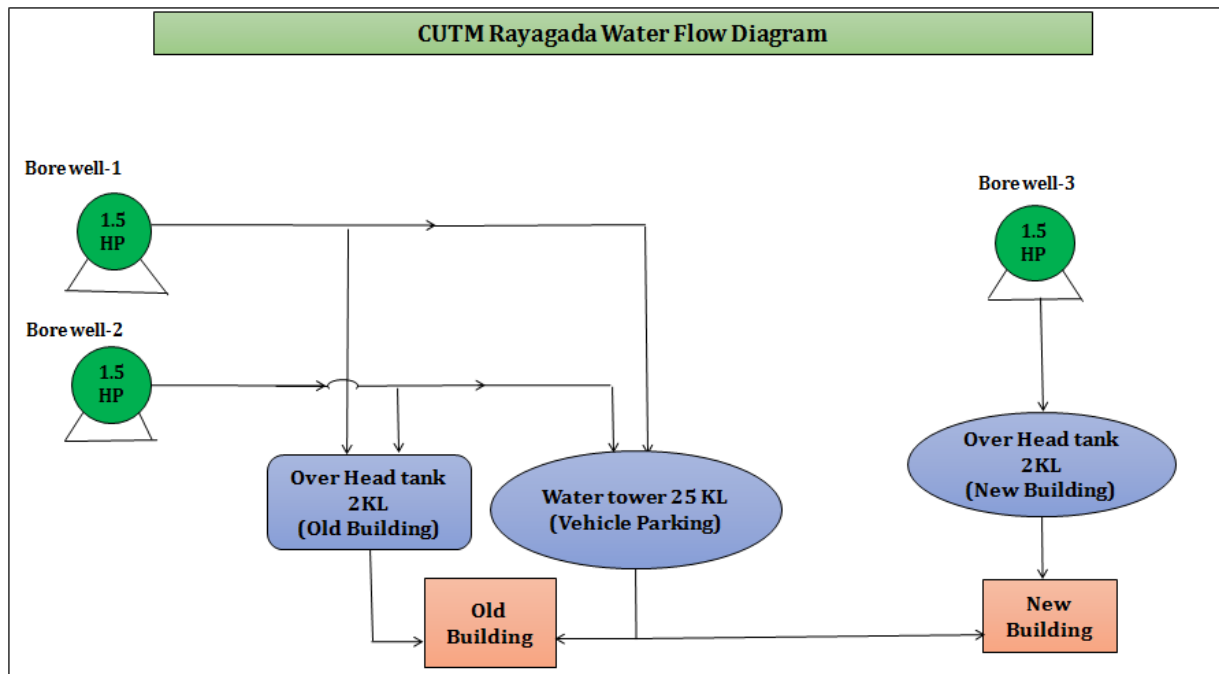 CUTM Rayagada Water Flow Diagram
Bore well-1
1.5
HP
Bore well-3
1.5
HP
Bore well-2
1.5
HP
Over Head tank
2KL
(Old Building)
Water tower 25 KL
(Vehicle Parking)
Over Head tank
2KL
(New Building)
Old
Building
New
Building